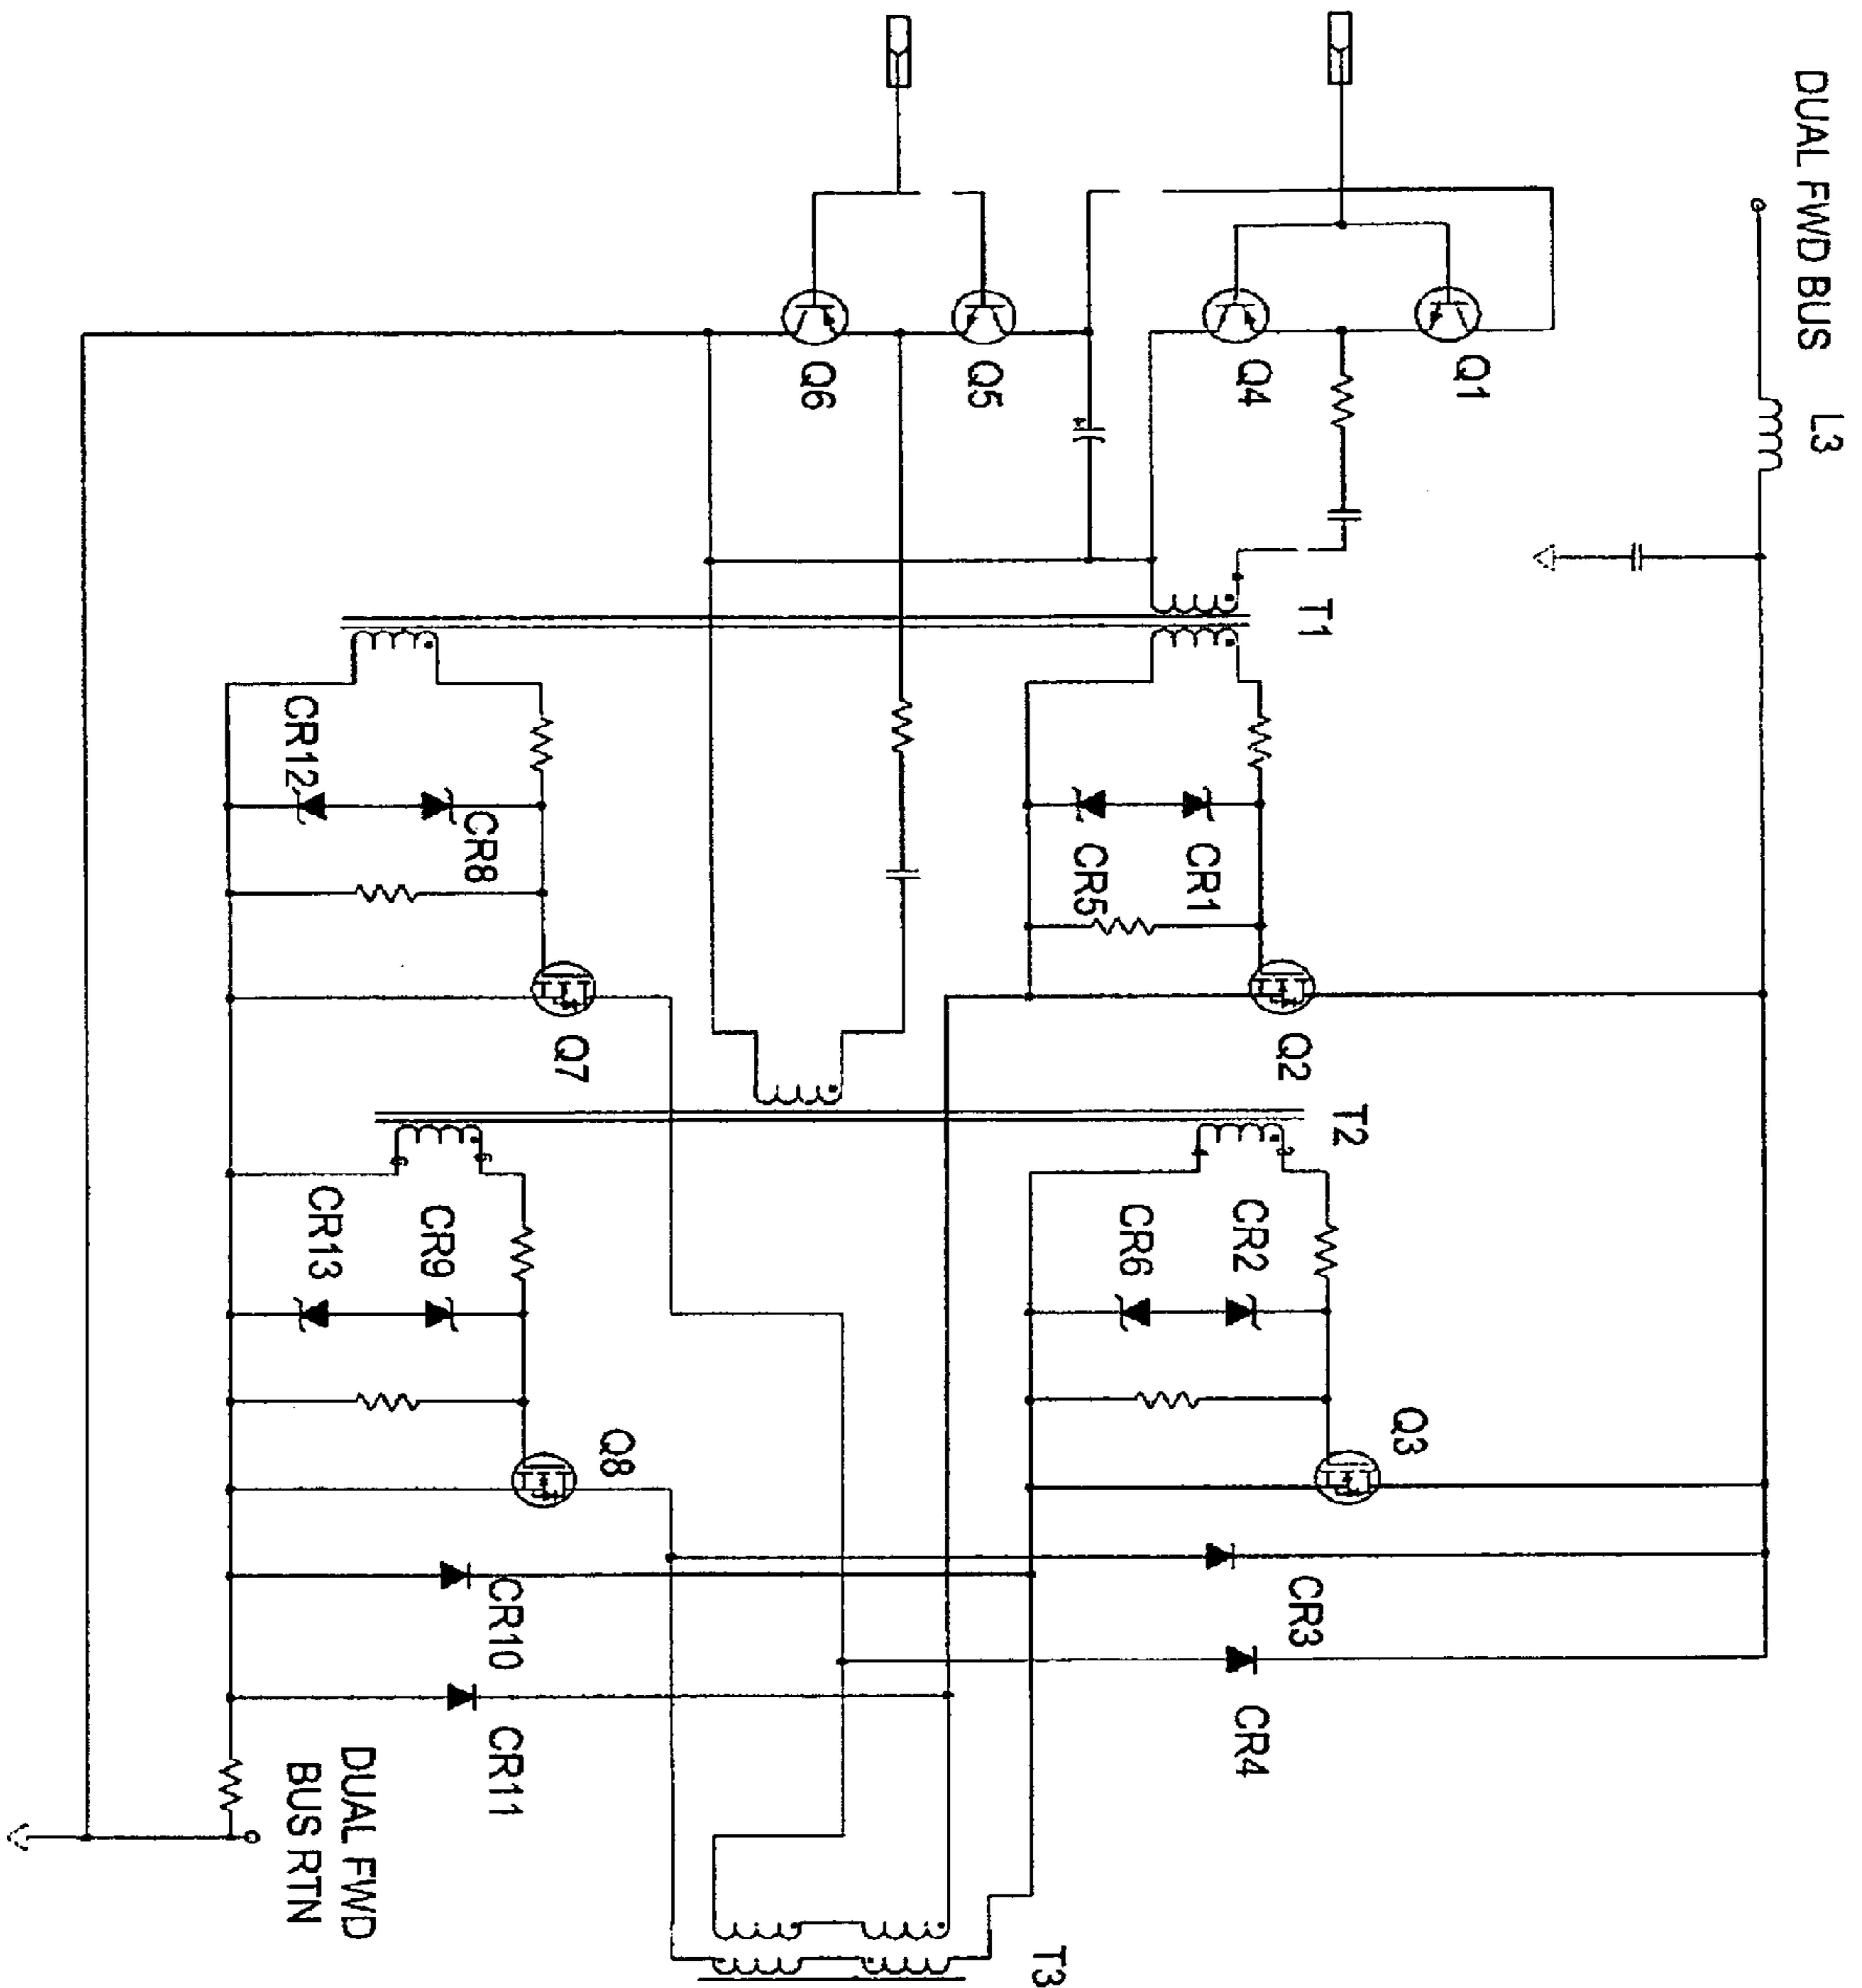 DUAL FWD BUS
L3
Q1
Q4
Q5
Q6
T1
CR1
CR5
Q2
CR8
CR12
Q7
T2
CR2
CR6
Q3
CR9
CR13
Q8
CR3
CR4
CR10
CR11
DUAL FWD
BUS RTN
T3